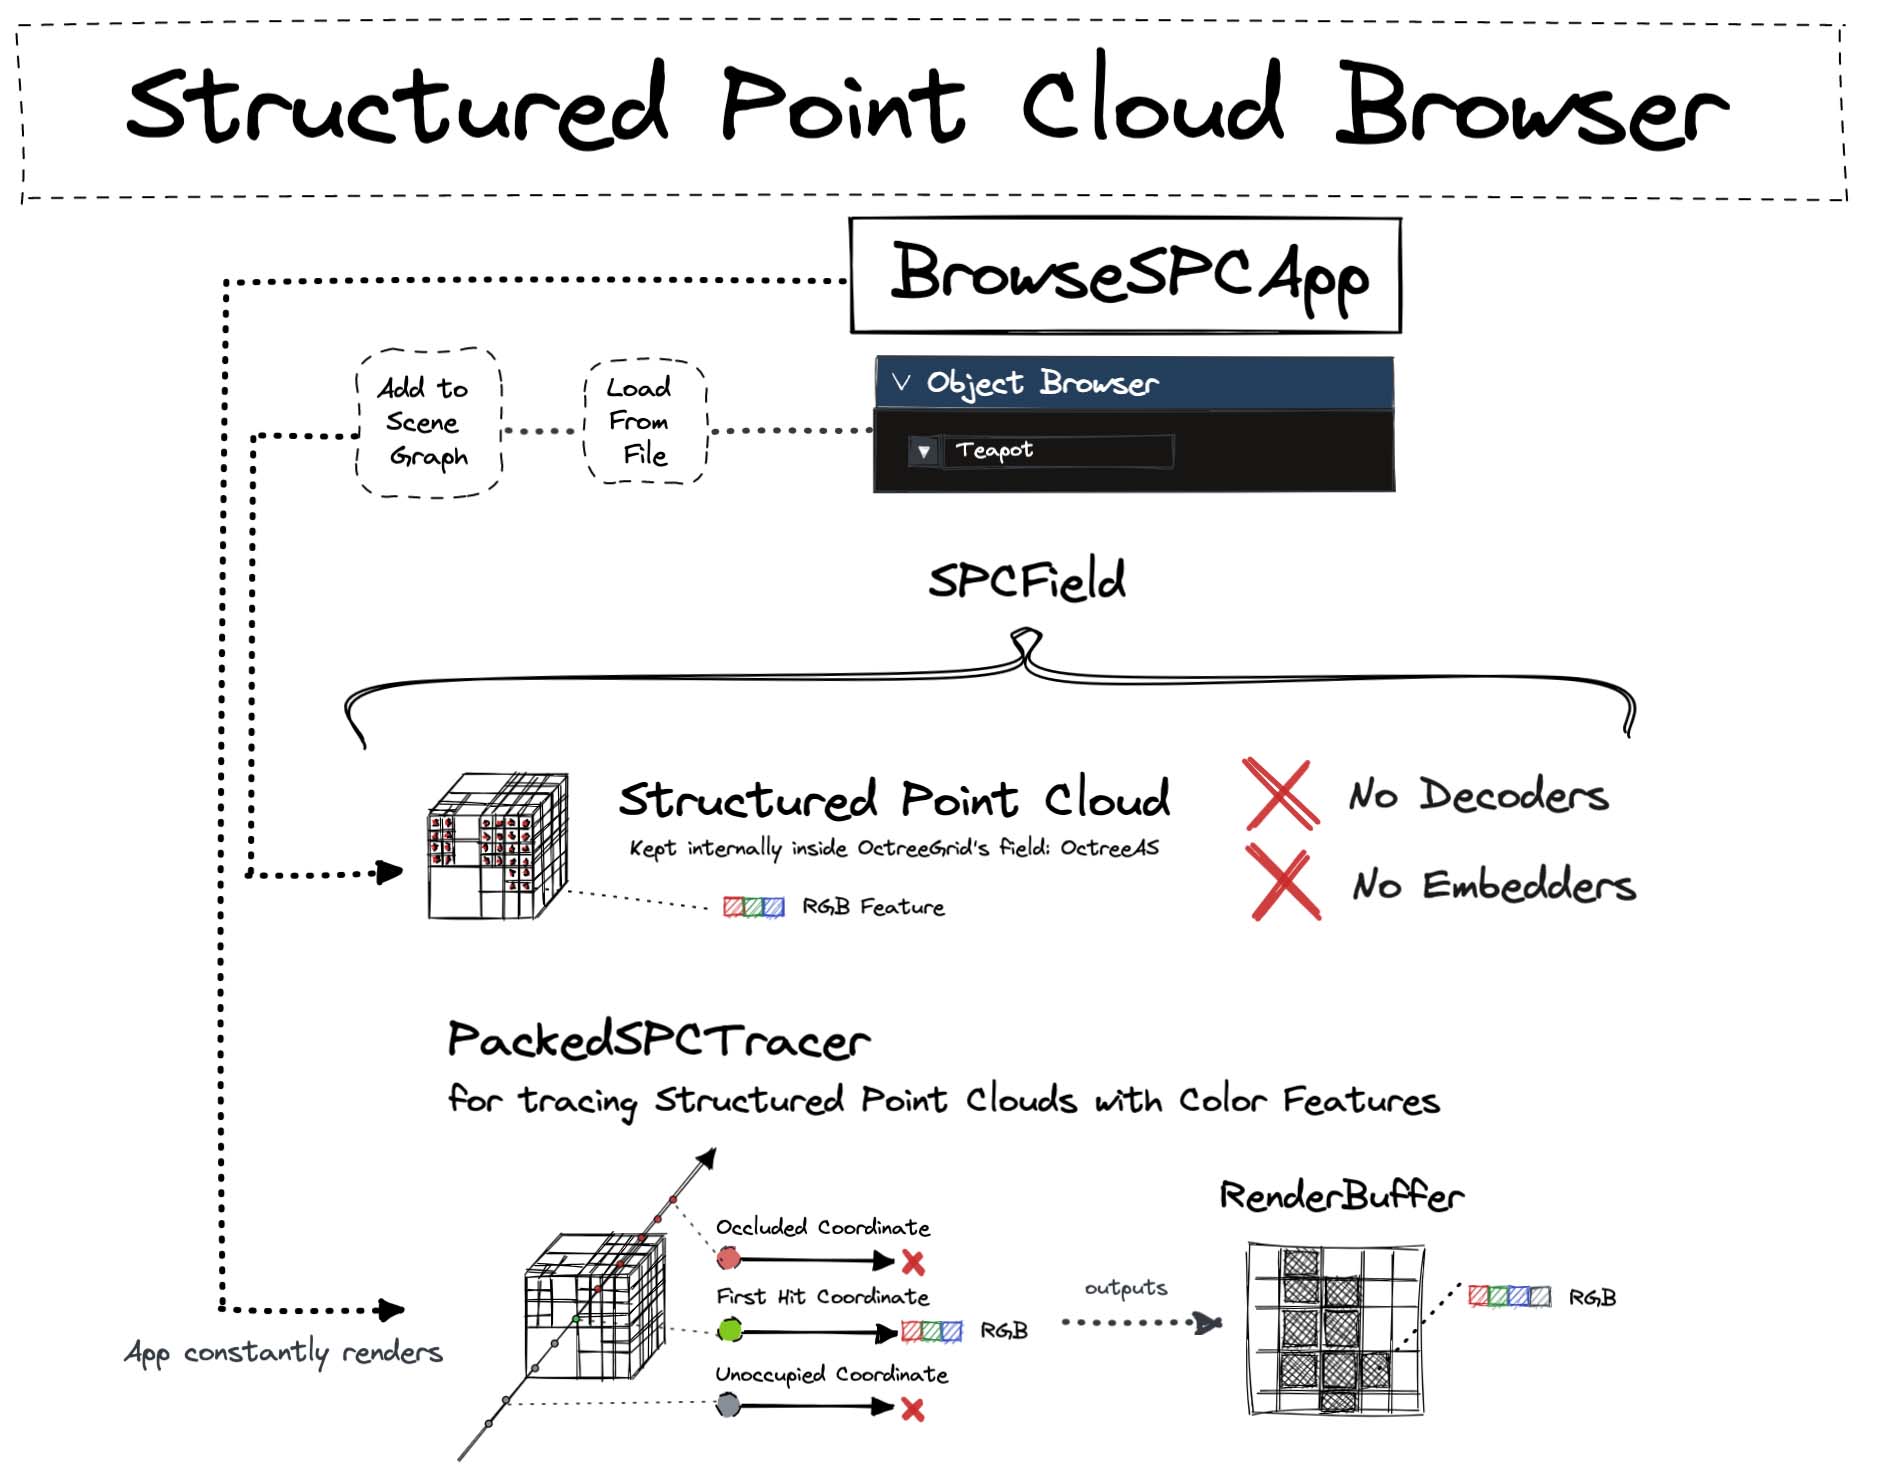 Structured Point Cloud Browser
BrowseSPCApp
Add to
Scene
Graph
Load
From
File
Object Browser
Teapot
SPCField
Structured Point Cloud
Kept internally inside OctreeGrid's field: OctreeAS
RGB Feature
No Decoders
No Embedders
PackedSPCTracer
for tracing Structured Point Clouds with Color Features
App constantly renders
Occluded Coordinate
First Hit Coordinate
RGB
Unoccupied Coordinate
outputs
RenderBuffer
RGB